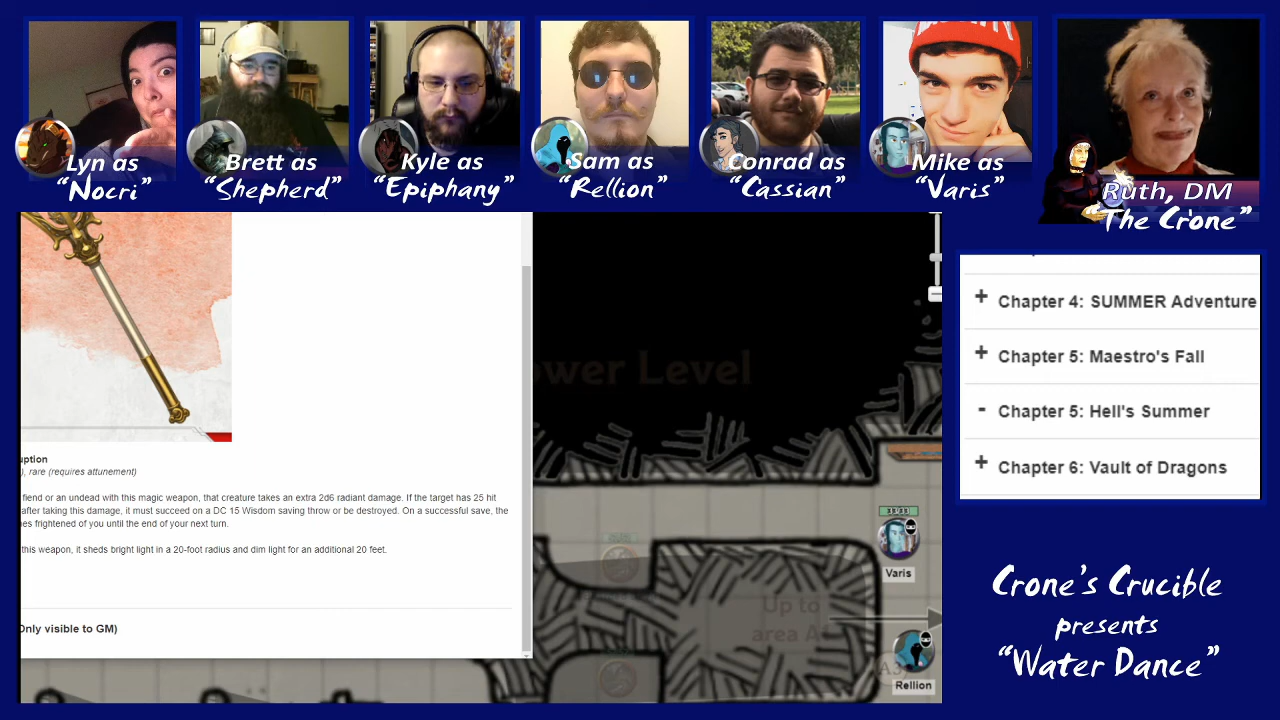 Lyn as
"Nocri"
Brett as
"Shepherd"
Kyle as
"Epiphany"
Sam as
"Rellion"
Conrad as
"Cassian"
Mike as
"Varis"
Ruth, DM
"The Crone"
uption
), rare (requires attunement)
fiend or an undead with this magic weapon, that creature takes an extra 2d6 radiant damage. If the target has 25 hit
after taking this damage, it must succeed on a DC 15 Wisdom saving throw or be destroyed. On a successful save, the
es frightened of you until the end of your next turn.
this weapon, it sheds bright light in a 20-foot radius and dim light for an additional 20 feet.
Only visible to GM)
ower Level
33/33
Varis
Up to
area A
Rellion
+ Chapter 4: SUMMER Adventure
+ Chapter 5: Maestro's Fall
- Chapter 5: Hell's Summer
+ Chapter 6: Vault of Dragons
Crone's Crucible
presents
"Water Dance"